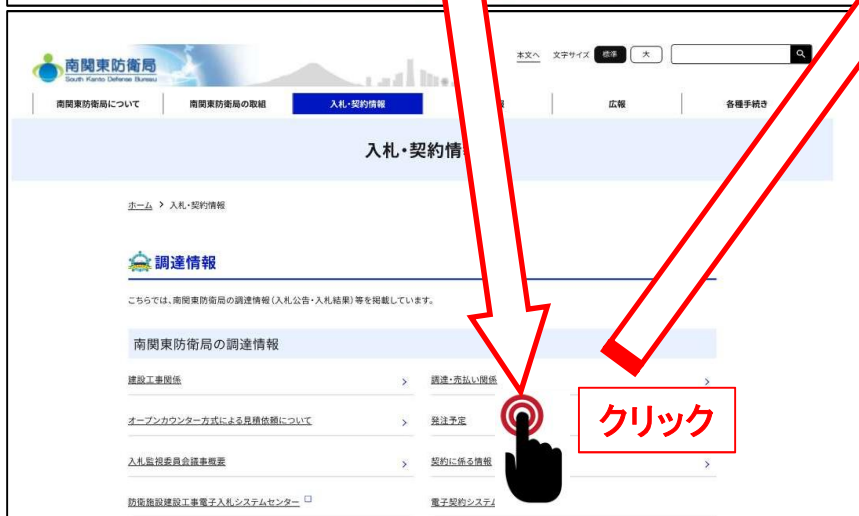 本文へ 文字サイズ 標準 大
南関東防衛局
South Kanto Defense Bureau
南関東防衛局について 南関東防衛局の取組 入札・契約情報 広報 各種手続き
入札・契約情
ホーム > 入札・契約情報
調達情報
こちらでは、南関東防衛局の調達情報(入札公告・入札結果)等を掲載しています。
南関東防衛局の調達情報
建設工事関係 調達・売払い関係
オープンカウンター方式による見積依頼について 発注予定
クリック
入札監視委員会議事概要 契約に係る情報
防衛施設建設工事電子入札システムセンター 電子契約システム